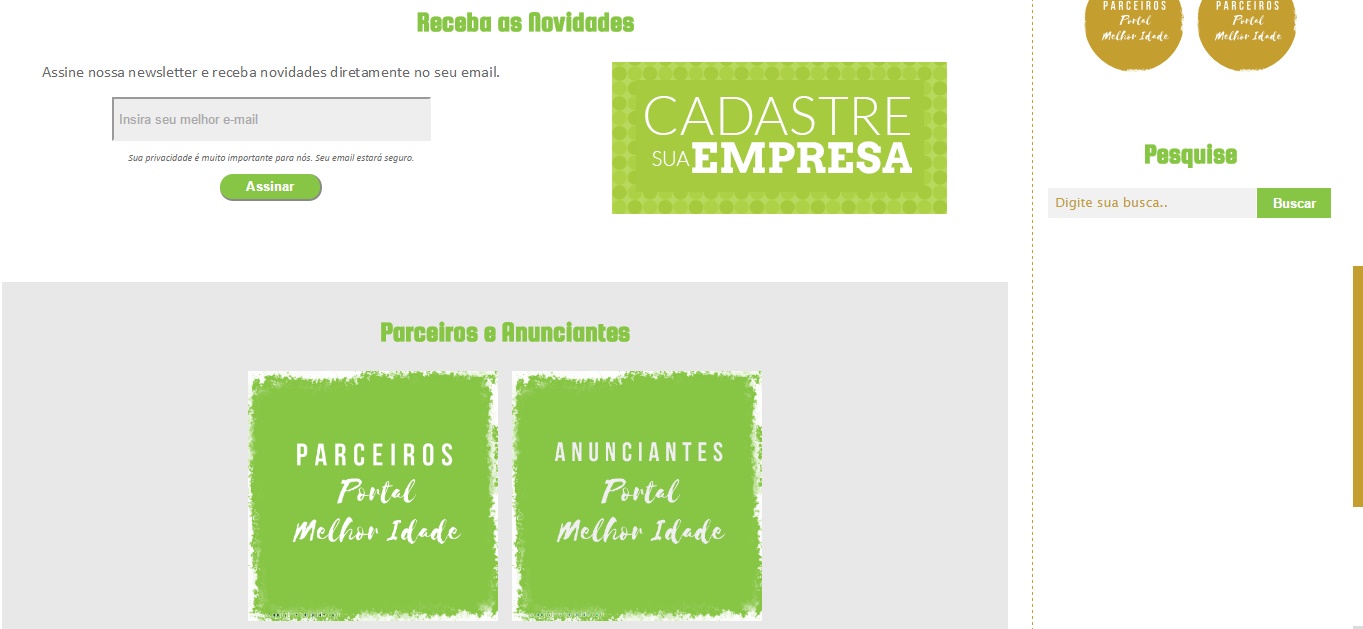 Receba as Novidades
Assine nossa newsletter e receba novidades diretamente no seu email.
Insira seu melhor e-mail
Sua privacidade é muito importante para nós. Seu email estará seguro.
Assinar
CADASTRE
SUA EMPRESA
Parceiros e Anunciantes
PARCEIROS
Portal
Melhor Idade
ANUNCIANTES
Portal
Melhor Idade
PARCEIROS
Portal
Melhor Idade
PARCEIROS
Portal
Melhor Idade
Pesquise
Digite sua busca..
Buscar